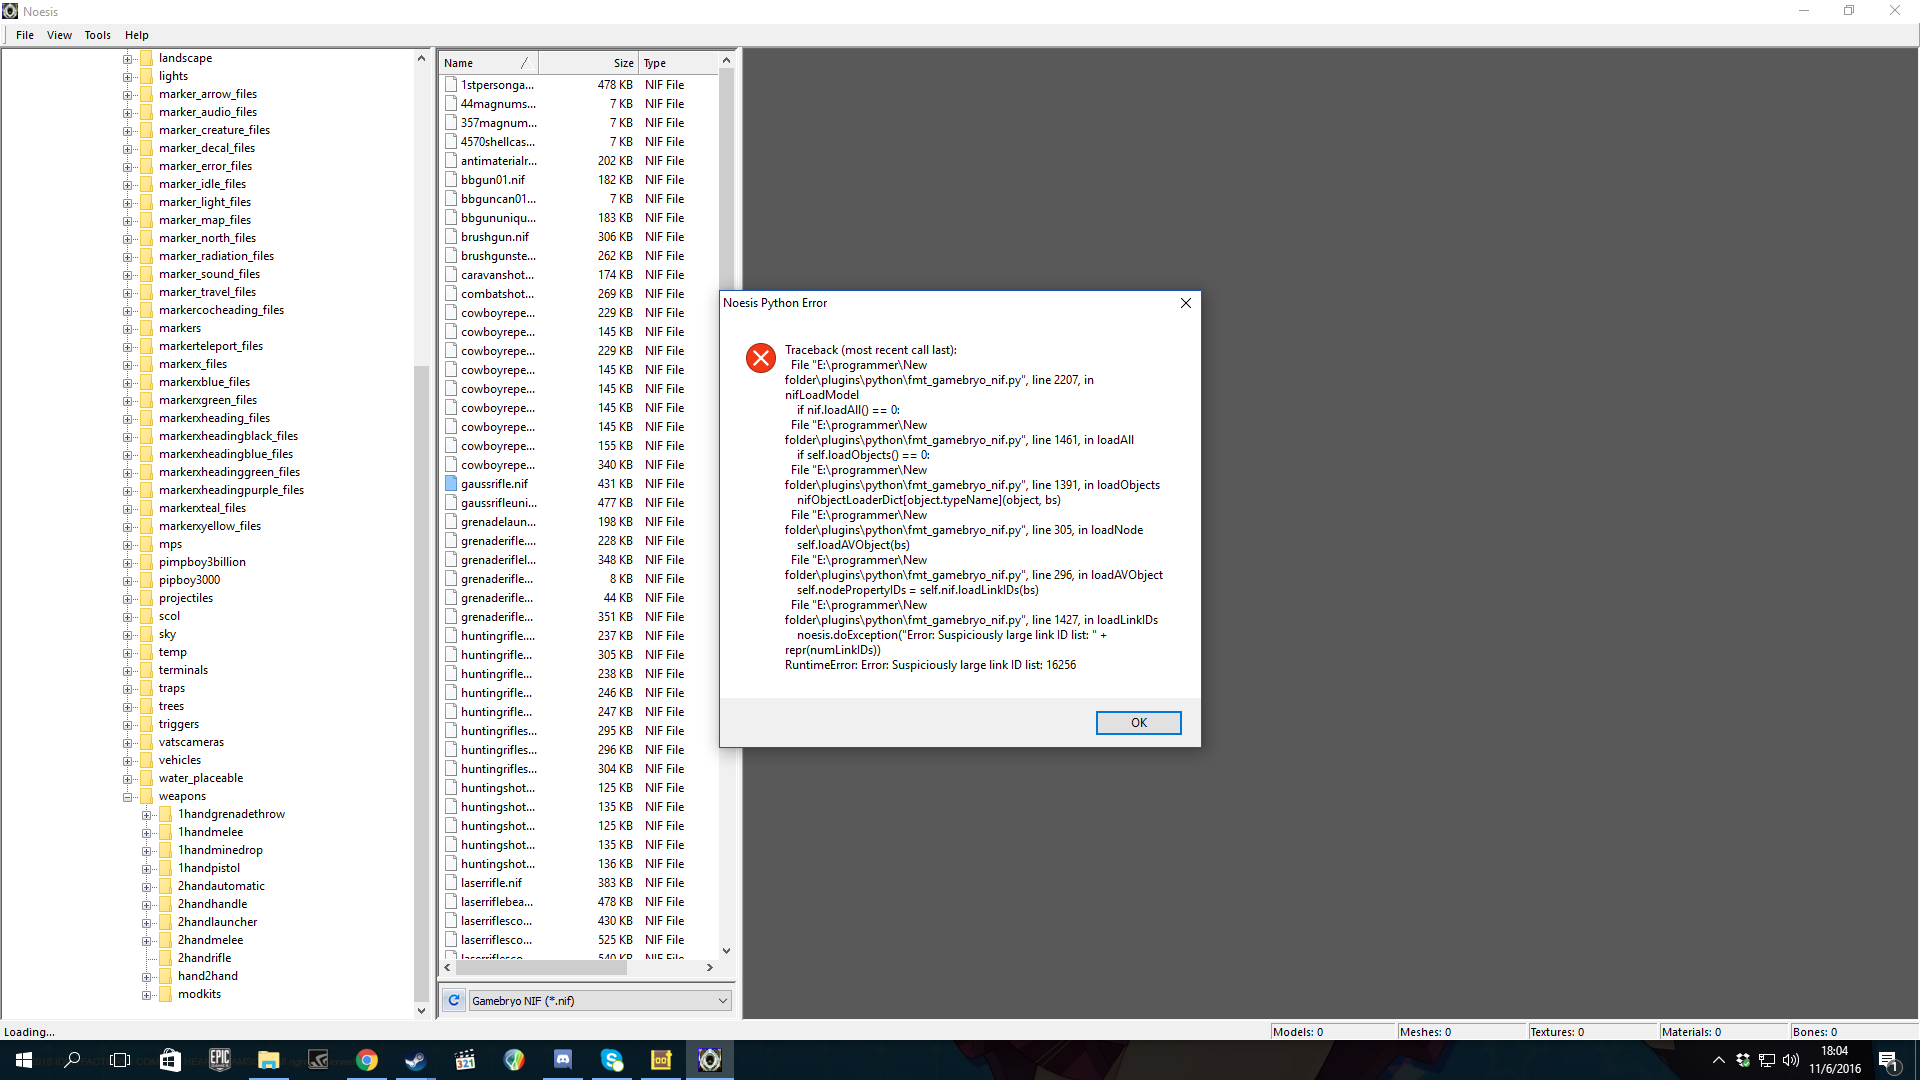 Noesis
File View Tools Help
landscape
lights
marker_arrow_files
marker_audio_files
marker_creature_files
marker_decal_files
marker_error_files
marker_idle_files
marker_light_files
marker_map_files
marker_north_files
marker_radiation_files
marker_sound_files
marker_travel_files
markercocheading_files
markers
markerteleport_files
markerx_files
markerxblue_files
markerxgreen_files
markerxheading_files
markerxheadingblack_files
markerxheadingblue_files
markerxheadinggreen_files
markerxheadingpurple_files
markerxteal_files
markerxyellow_files
mps
pimpboy3billion
pipboy3000
projectiles
scol
sky
temp
terminals
traps
trees
triggers
vatscameras
vehicles
water_placeable
weapons
1handgrenadethrow
1handmelee
1handminedrop
1handpistol
2handautomatic
2handhandle
2handlauncher
2handmelee
2handrifle
hand2hand
modkits
Name Size Type
1stpersonga... 478 KB NIF File
44magnums... 7 KB NIF File
357magnum... 7 KB NIF File
4570shellcas... 7 KB NIF File
antimaterialr... 202 KB NIF File
bbgun01.nif 182 KB NIF File
bbguncan01... 7 KB NIF File
bbgununiqu... 183 KB NIF File
brushgun.nif 306 KB NIF File
brushgunste... 262 KB NIF File
caravanshot... 174 KB NIF File
combatshot... 269 KB NIF File
cowboyrepe... 229 KB NIF File
cowboyrepe... 145 KB NIF File
cowboyrepe... 229 KB NIF File
cowboyrepe... 145 KB NIF File
cowboyrepe... 145 KB NIF File
cowboyrepe... 145 KB NIF File
cowboyrepe... 145 KB NIF File
cowboyrepe... 155 KB NIF File
cowboyrepe... 340 KB NIF File
gaussrifle.nif 431 KB NIF File
gaussrifleuni... 477 KB NIF File
grenadelaun... 198 KB NIF File
grenaderifle.... 228 KB NIF File
grenaderiflel... 348 KB NIF File
grenaderifle... 8 KB NIF File
grenaderifle... 44 KB NIF File
grenaderifle... 351 KB NIF File
huntingrifle.... 237 KB NIF File
huntingrifle... 305 KB NIF File
huntingrifle... 238 KB NIF File
huntingrifle... 246 KB NIF File
huntingrifle... 247 KB NIF File
huntingrifles... 295 KB NIF File
huntingrifles... 296 KB NIF File
huntingrifles... 304 KB NIF File
huntingshot... 125 KB NIF File
huntingshot... 135 KB NIF File
huntingshot... 125 KB NIF File
huntingshot... 135 KB NIF File
huntingshot... 136 KB NIF File
laserrifle.nif 383 KB NIF File
laserriflebea... 478 KB NIF File
laserriflesco... 430 KB NIF File
laserriflesco... 525 KB NIF File
laserriflesco... 540 KB NIF File
Gamebryo NIF (*.nif)
Noesis Python Error
Traceback (most recent call last):
File "E:\programmer\New
folder\plugins\python\fmt_gamebryo_nif.py", line 2207, in
nifLoadModel
if nif.loadAll() == 0:
File "E:\programmer\New
folder\plugins\python\fmt_gamebryo_nif.py", line 1461, in loadAll
if self.loadObjects() == 0:
File "E:\programmer\New
folder\plugins\python\fmt_gamebryo_nif.py", line 1391, in loadObjects
nifObjectLoaderDict[object.typeName](object, bs)
File "E:\programmer\New
folder\plugins\python\fmt_gamebryo_nif.py", line 305, in loadNode
self.loadAVObject(bs)
File "E:\programmer\New
folder\plugins\python\fmt_gamebryo_nif.py", line 296, in loadAVObject
self.nodePropertyIDs = self.nif.loadLinkIDs(bs)
File "E:\programmer\New
folder\plugins\python\fmt_gamebryo_nif.py", line 1427, in loadLinkIDs
noesis.doException("Error: Suspiciously large link ID list: " +
repr(numLinkIDs))
RuntimeError: Error: Suspiciously large link ID list: 16256
OK
Loading... Models: 0 Meshes: 0 Textures: 0 Materials: 0 Bones: 0
EPIC GAMES
321
18:04
11/6/2016
1